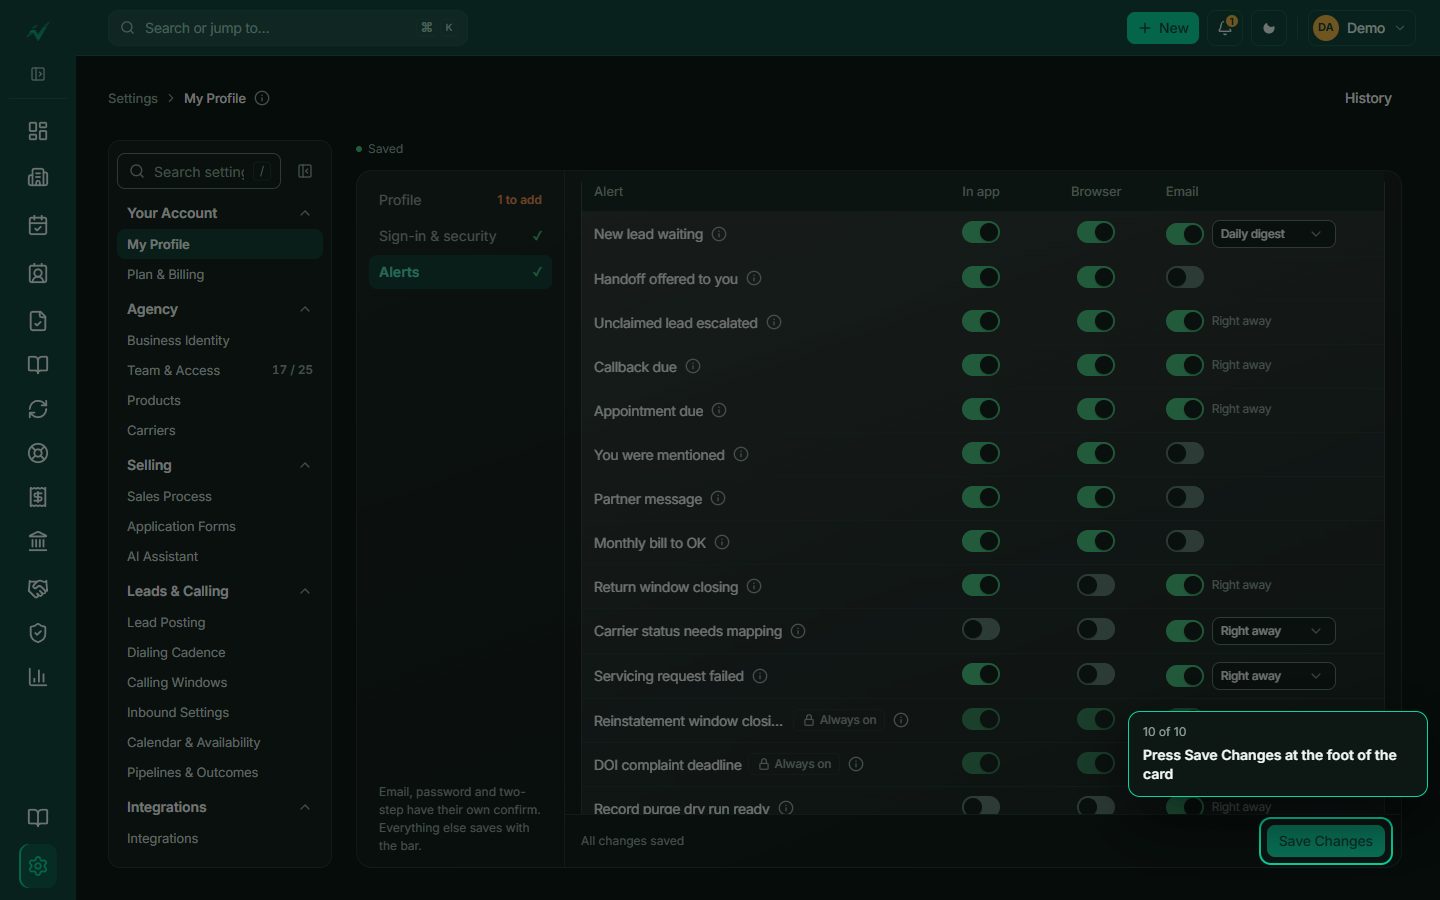 Search or jump to... ⌘ K
+ New
1
DA Demo
Settings > My Profile
History
Search settin /
Your Account
My Profile
Plan & Billing
Agency
Business Identity
Team & Access 17 / 25
Products
Carriers
Selling
Sales Process
Application Forms
AI Assistant
Leads & Calling
Lead Posting
Dialing Cadence
Calling Windows
Inbound Settings
Calendar & Availability
Pipelines & Outcomes
Integrations
Integrations
Saved
Profile 1 to add
Sign-in & security
Alerts
Email, password and two-
step have their own confirm.
Everything else saves with
the bar.
Alert In app Browser Email
New lead waiting Daily digest
Handoff offered to you
Unclaimed lead escalated Right away
Callback due Right away
Appointment due Right away
You were mentioned
Partner message
Monthly bill to OK
Return window closing Right away
Carrier status needs mapping Right away
Servicing request failed Right away
Reinstatement window closi... Always on
DOI complaint deadline Always on
Record purge dry run ready Right away
10 of 10
Press Save Changes at the foot of the
card
All changes saved
Save Changes